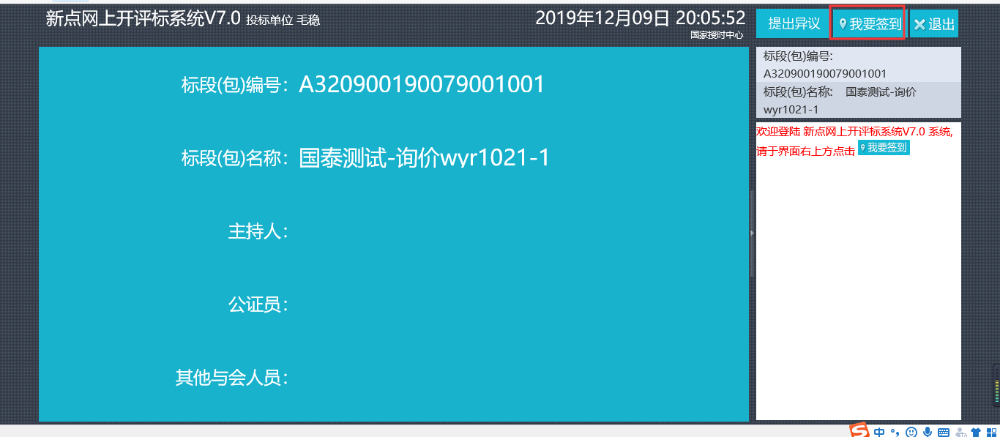 新点网上开评标系统V7.0 投标单位 毛稳
2019年12月09日 20:05:52
国家授时中心
提出异议
我要签到
退出
标段(包)编号：A320900190079001001
标段(包)名称：国泰测试-询价wyr1021-1
主持人：
公证员：
其他与会人员：
标段(包)编号:
A320900190079001001
标段(包)名称: 国泰测试-询价
wyr1021-1
欢迎登陆 新点网上开评标系统V7.0 系统,
请于界面右上方点击 我要签到
中